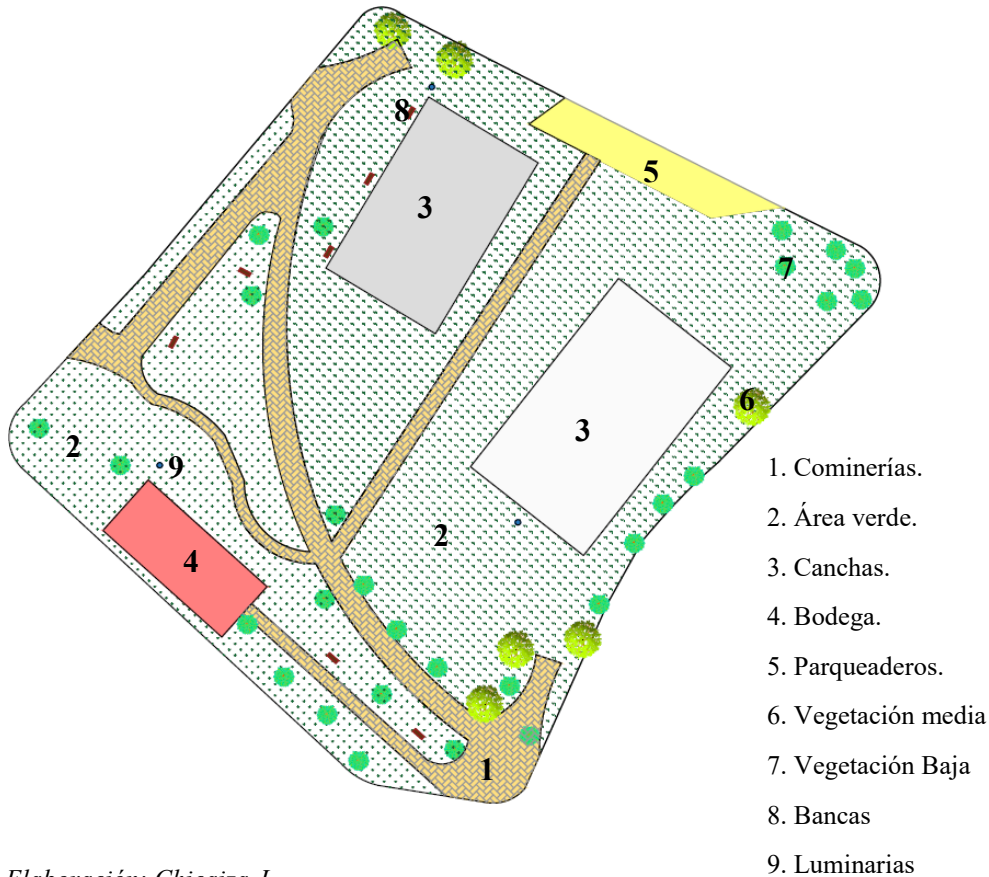 8
5
3
7
6
3
2
9
2
4
1
1. Cominerías.
2. Área verde.
3. Canchas.
4. Bodega.
5. Parqueaderos.
6. Vegetación media
7. Vegetación Baja
8. Bancas
9. Luminarias